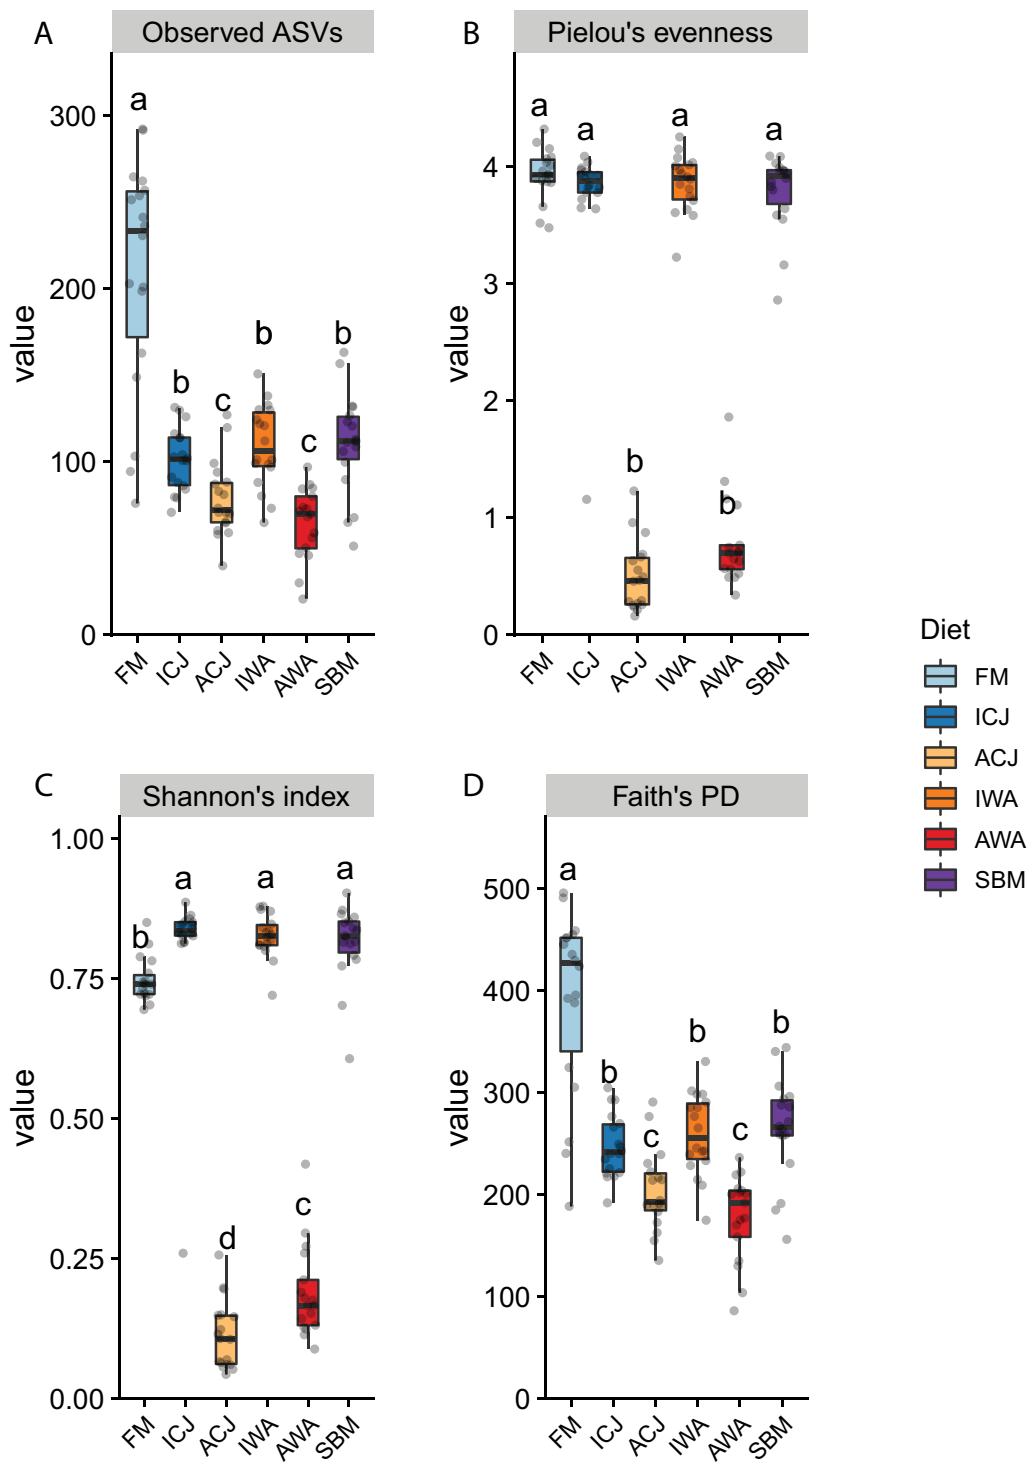 A
Observed ASVs
value
300
200
100
0
a
b
c
b
c
b
FM
ICJ
ACJ
IWA
AWA
SBM
B
Pielou's evenness
value
4
3
2
1
0
a
a
b
a
b
a
FM
ICJ
ACJ
IWA
AWA
SBM
Diet
FM
ICJ
ACJ
IWA
AWA
SBM
C
Shannon's index
value
1.00
0.75
0.50
0.25
0.00
b
a
d
a
c
a
FM
ICJ
ACJ
IWA
AWA
SBM
D
Faith's PD
value
500
400
300
200
100
0
a
b
c
b
c
b
FM
ICJ
ACJ
IWA
AWA
SBM